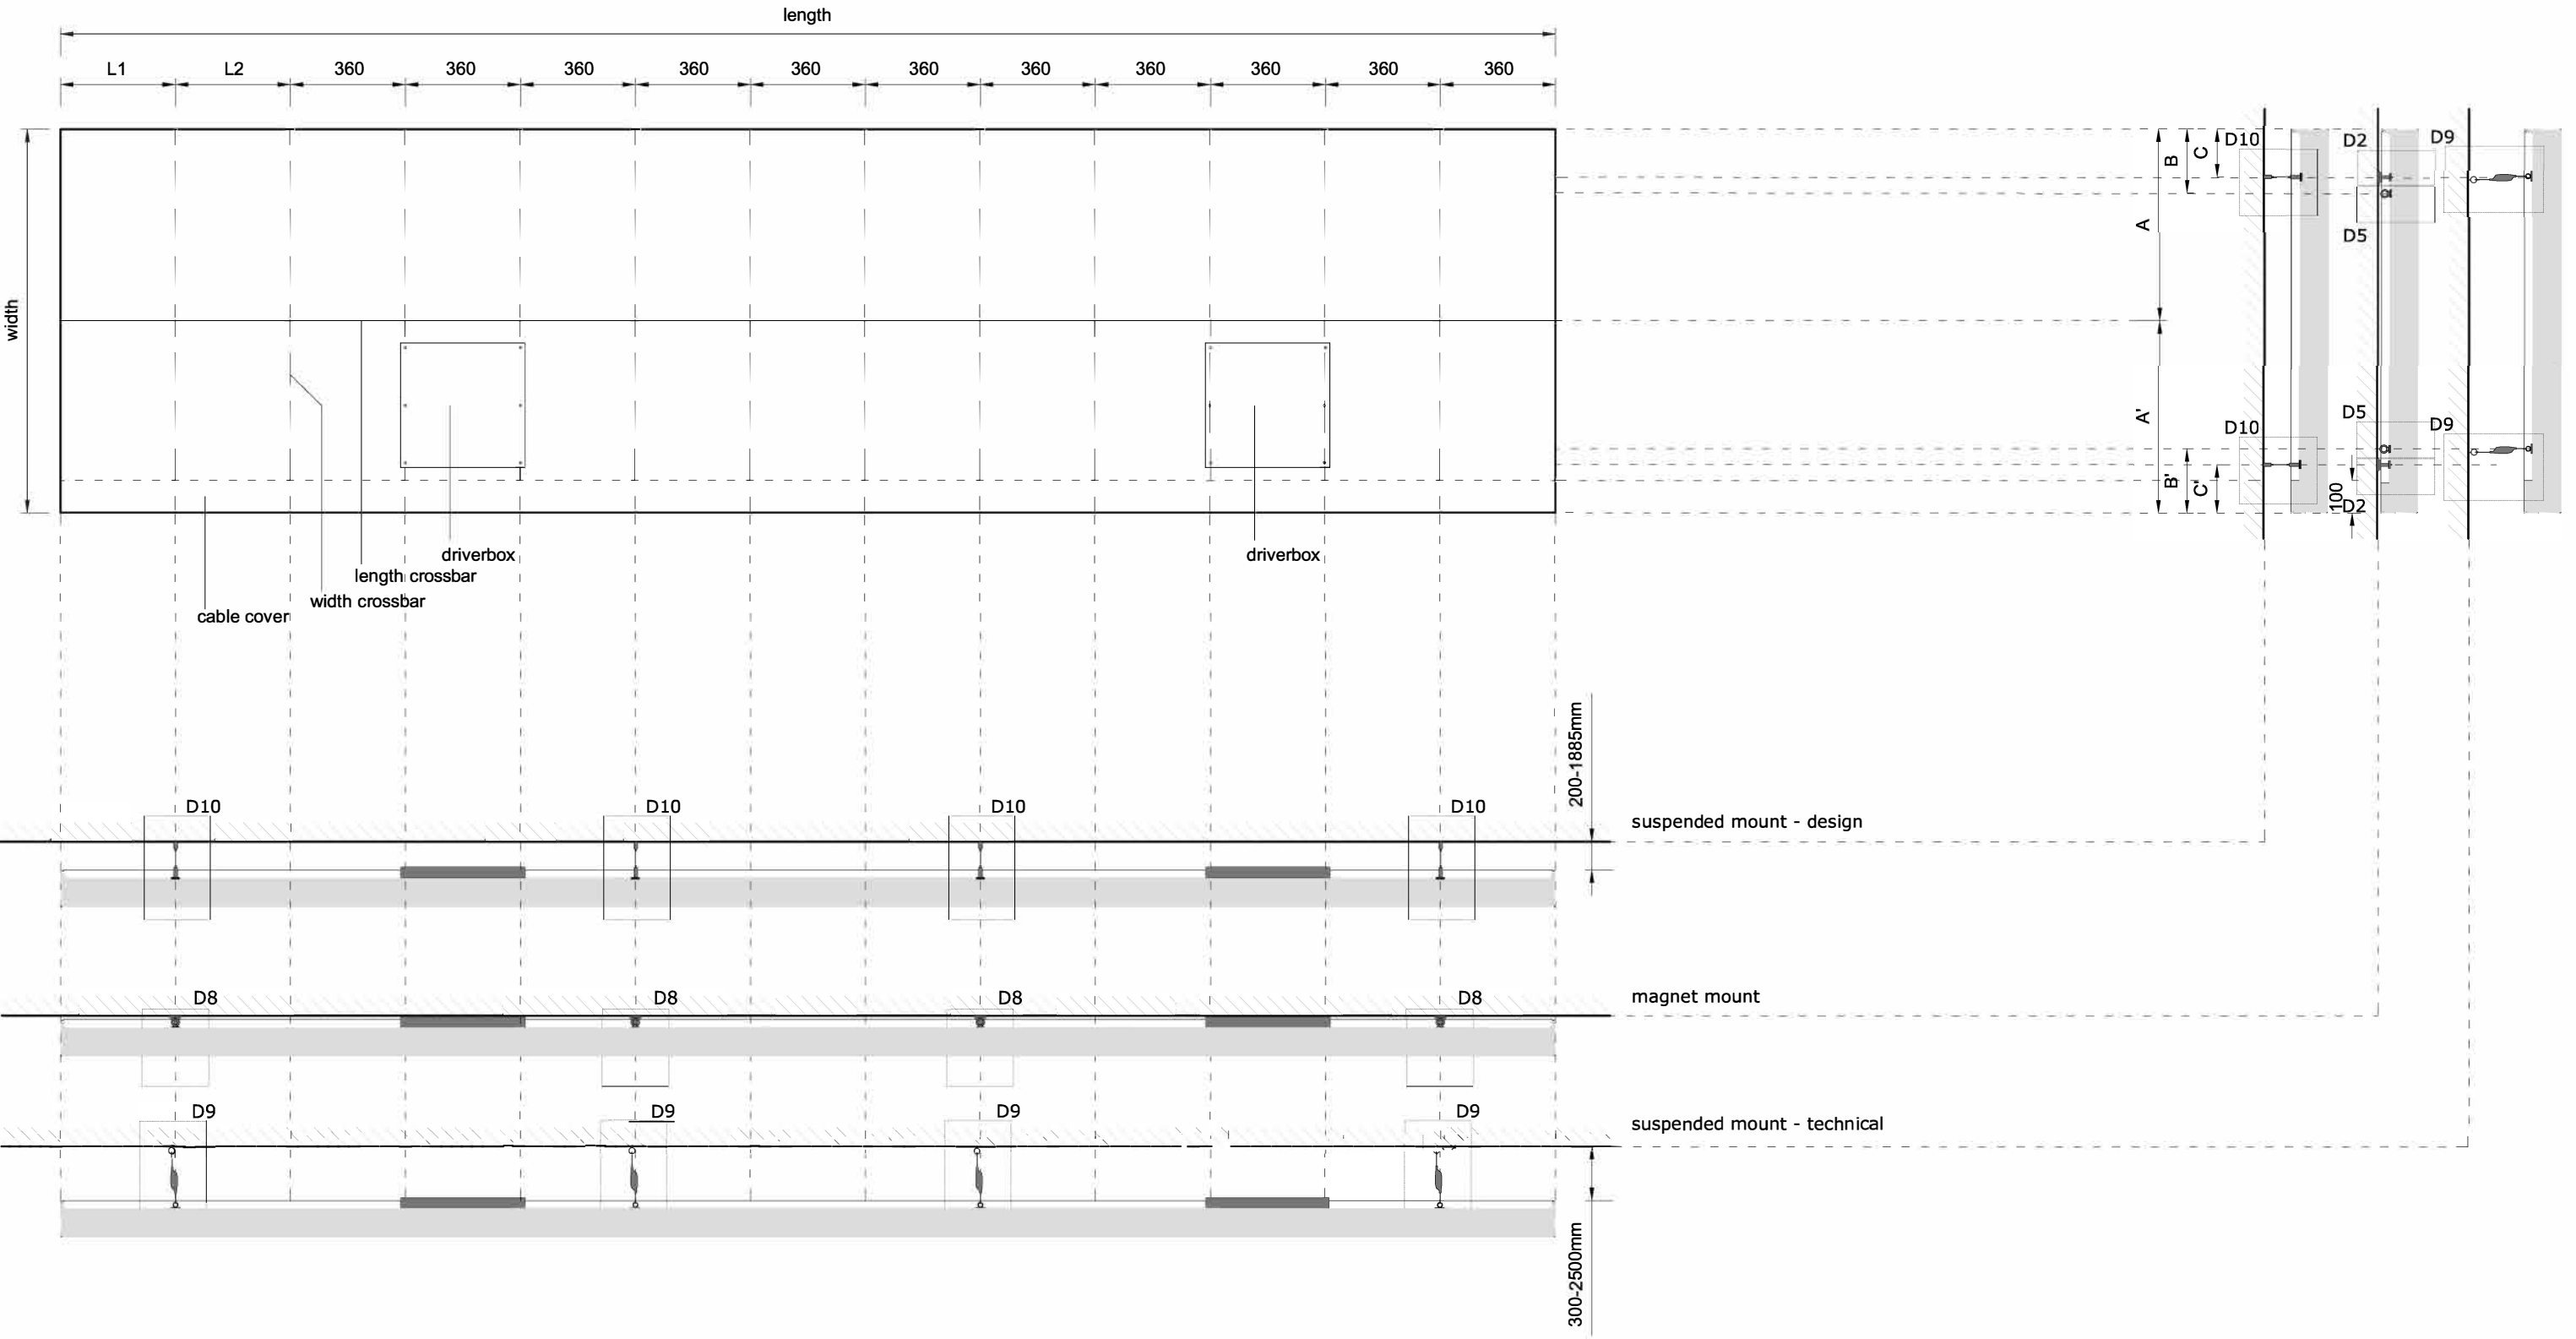 length
L1 L2 360 360 360 360 360 360 360 360 360 360 360
width
D10 D2 D9
A B C
D5
A' B' C'
D10 D5 D9
100
D2
driverbox driverbox
length crossbar
width crossbar
cable cover
200-1885mm
D10 D10 D10 D10
suspended mount - design
D8 D8 D8 D8
magnet mount
D9 D9 D9 D9
suspended mount - technical
300-2500mm